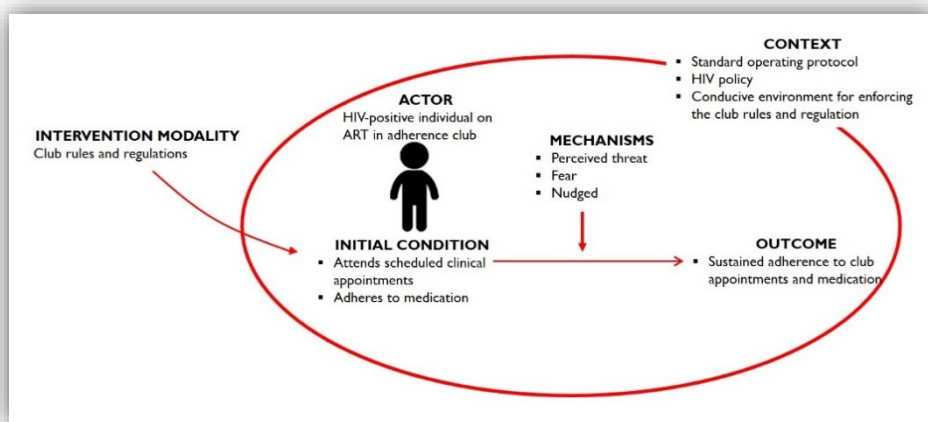 CONTEXT
▪ Standard operating protocol
▪ HIV policy
▪ Conducive environment for enforcing
the club rules and regulation
ACTOR
HIV-positive individual on
ART in adherence club
INTERVENTION MODALITY
Club rules and regulations
MECHANISMS
▪ Perceived threat
▪ Fear
▪ Nudged
INITIAL CONDITION
▪ Attends scheduled clinical
appointments
▪ Adheres to medication
OUTCOME
▪ Sustained adherence to club
appointments and medication